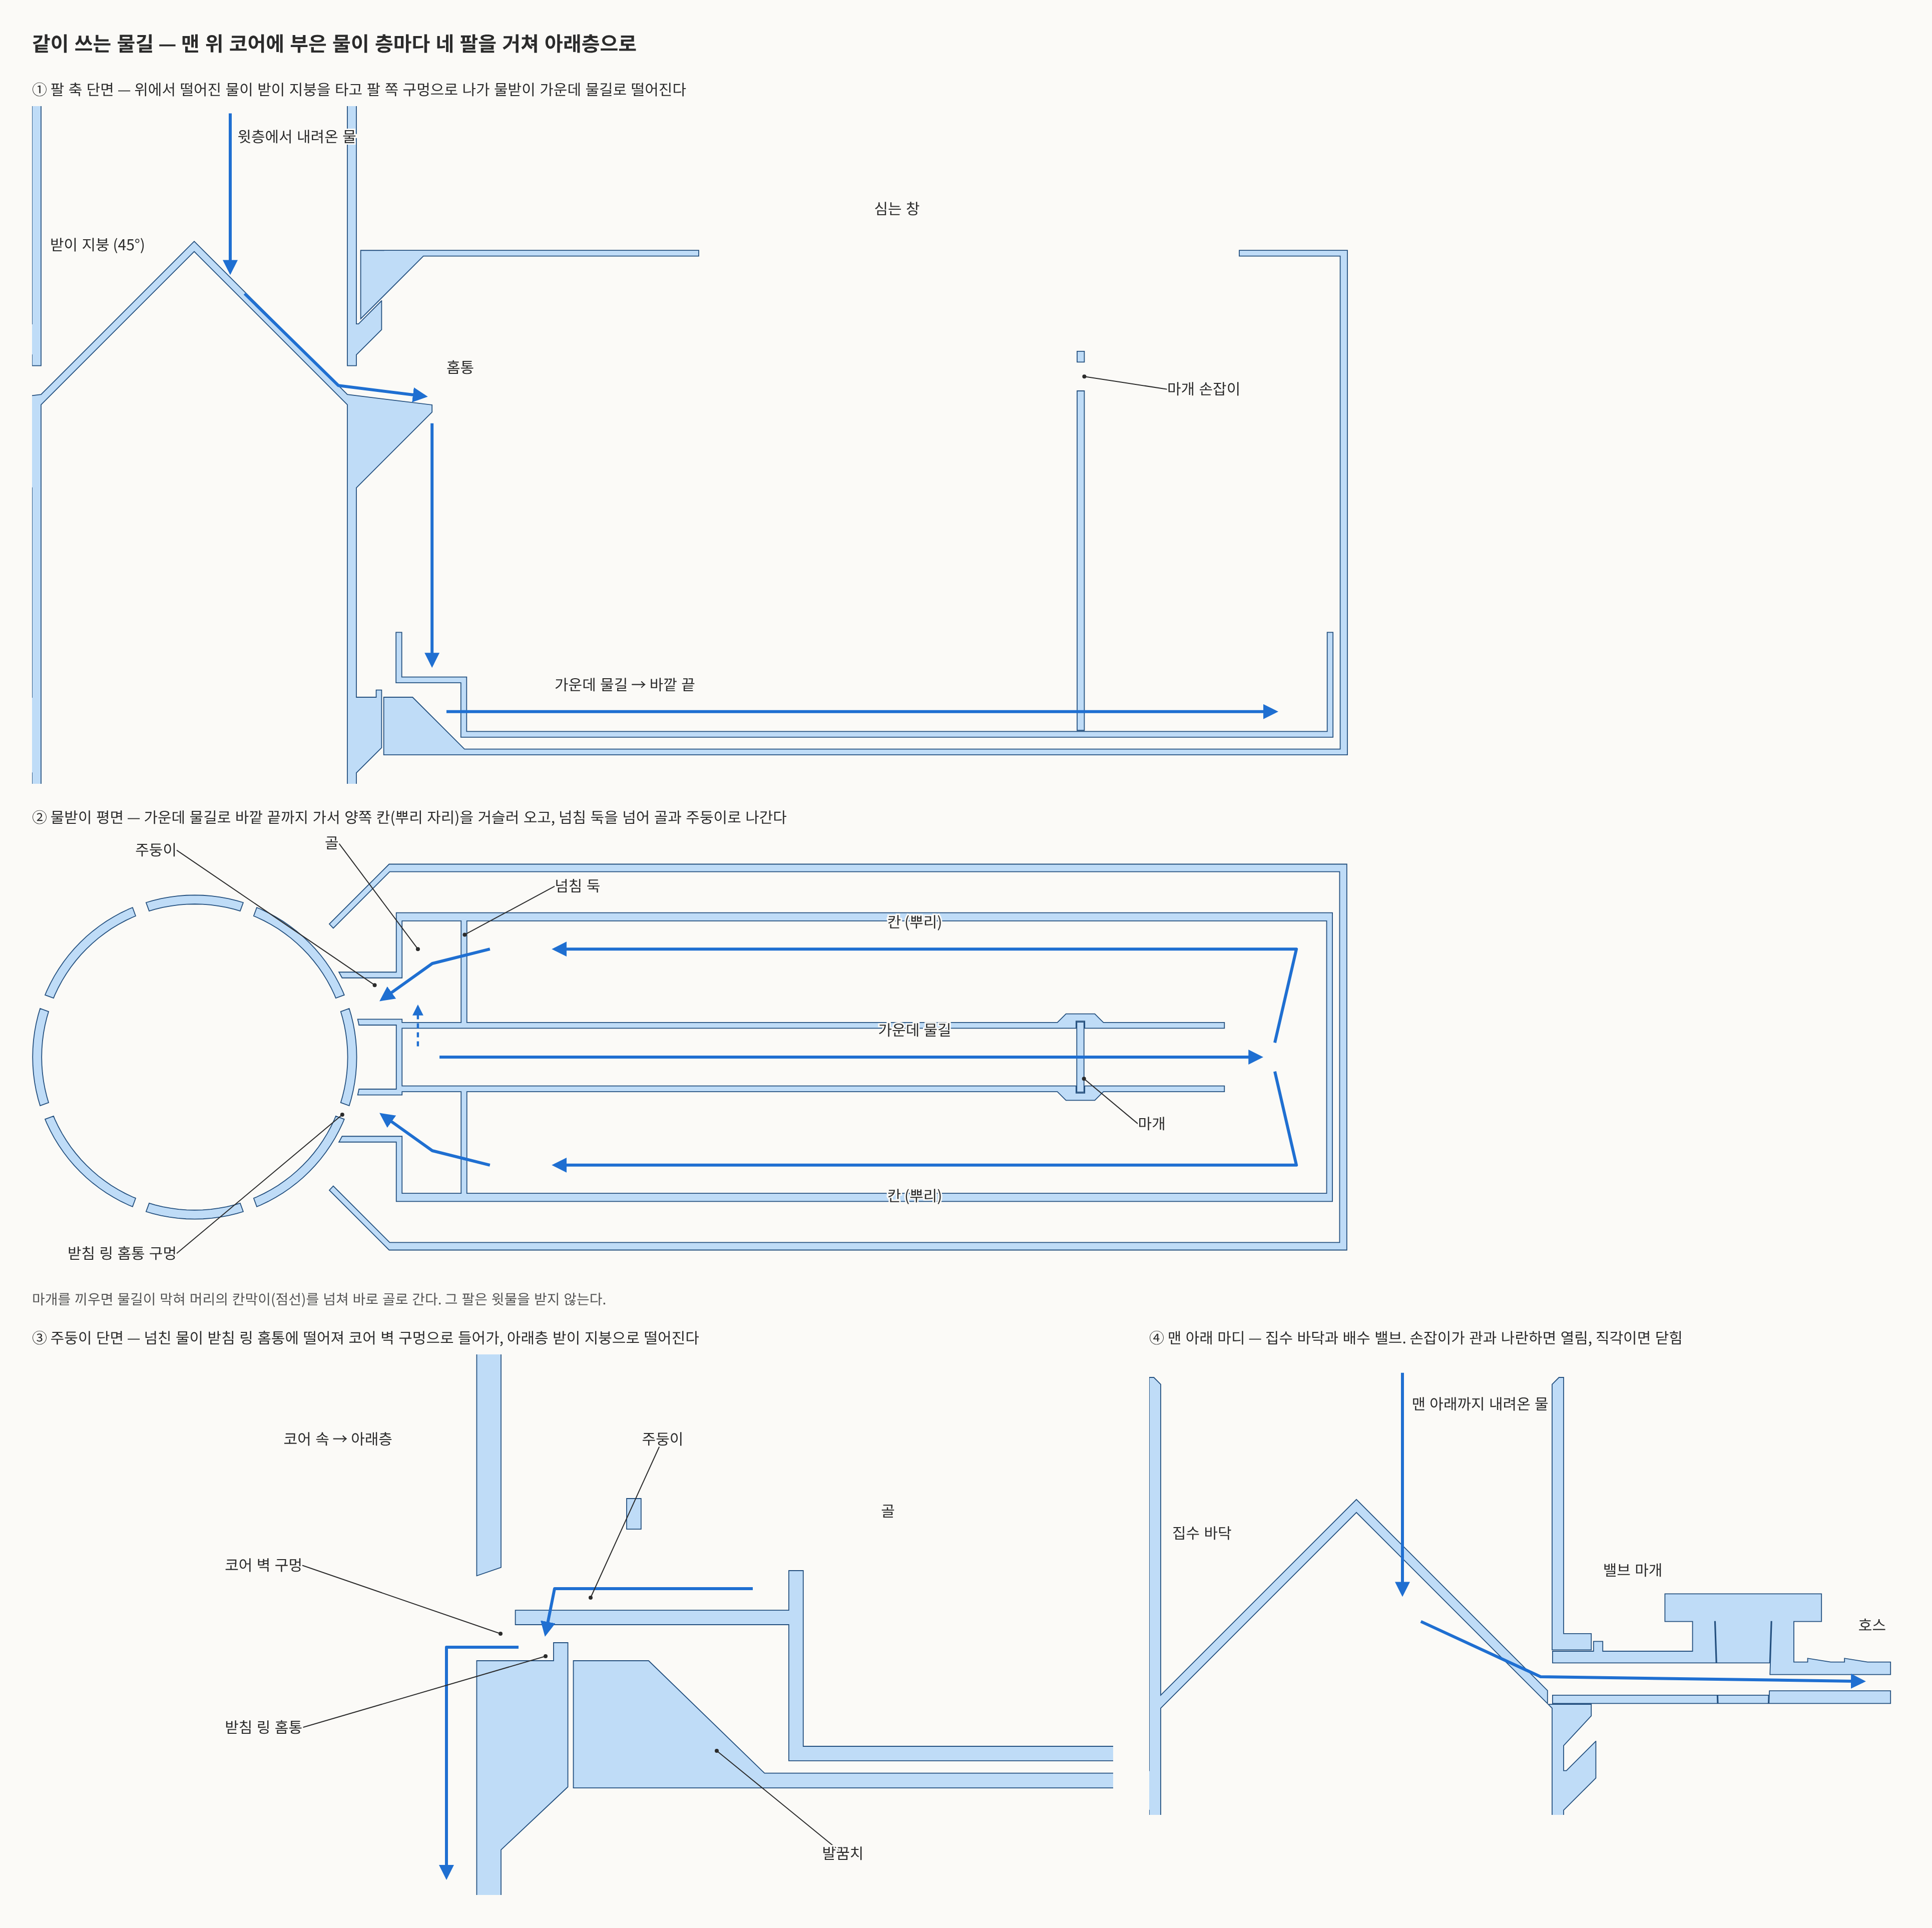 같이 쓰는 물길 — 맨 위 코어에 부은 물이 층마다 네 팔을 거쳐 아래층으로
① 팔 축 단면 — 위에서 떨어진 물이 받이 지붕을 타고 팔 쪽 구멍으로 나가 물받이 가운데 물길로 떨어진다
윗층에서 내려온 물
심는 창
받이 지붕 (45°)
홈통
마개 손잡이
가운데 물길 → 바깥 끝
② 물받이 평면 — 가운데 물길로 바깥 끝까지 가서 양쪽 칸(뿌리 자리)을 거슬러 오고, 넘침 둑을 넘어 골과 주둥이로 나간다
골
주둥이
넘침 둑
칸 (뿌리)
가운데 물길
마개
칸 (뿌리)
받침 링 홈통 구멍
마개를 끼우면 물길이 막혀 머리의 칸막이(점선)를 넘쳐 바로 골로 간다. 그 팔은 윗물을 받지 않는다.
③ 주둥이 단면 — 넘친 물이 받침 링 홈통에 떨어져 코어 벽 구멍으로 들어가, 아래층 받이 지붕으로 떨어진다
코어 속 → 아래층
주둥이
골
코어 벽 구멍
받침 링 홈통
발꿈치
④ 맨 아래 마디 — 집수 바닥과 배수 밸브. 손잡이가 관과 나란하면 열림, 직각이면 닫힘
맨 아래까지 내려온 물
집수 바닥
밸브 마개
호스